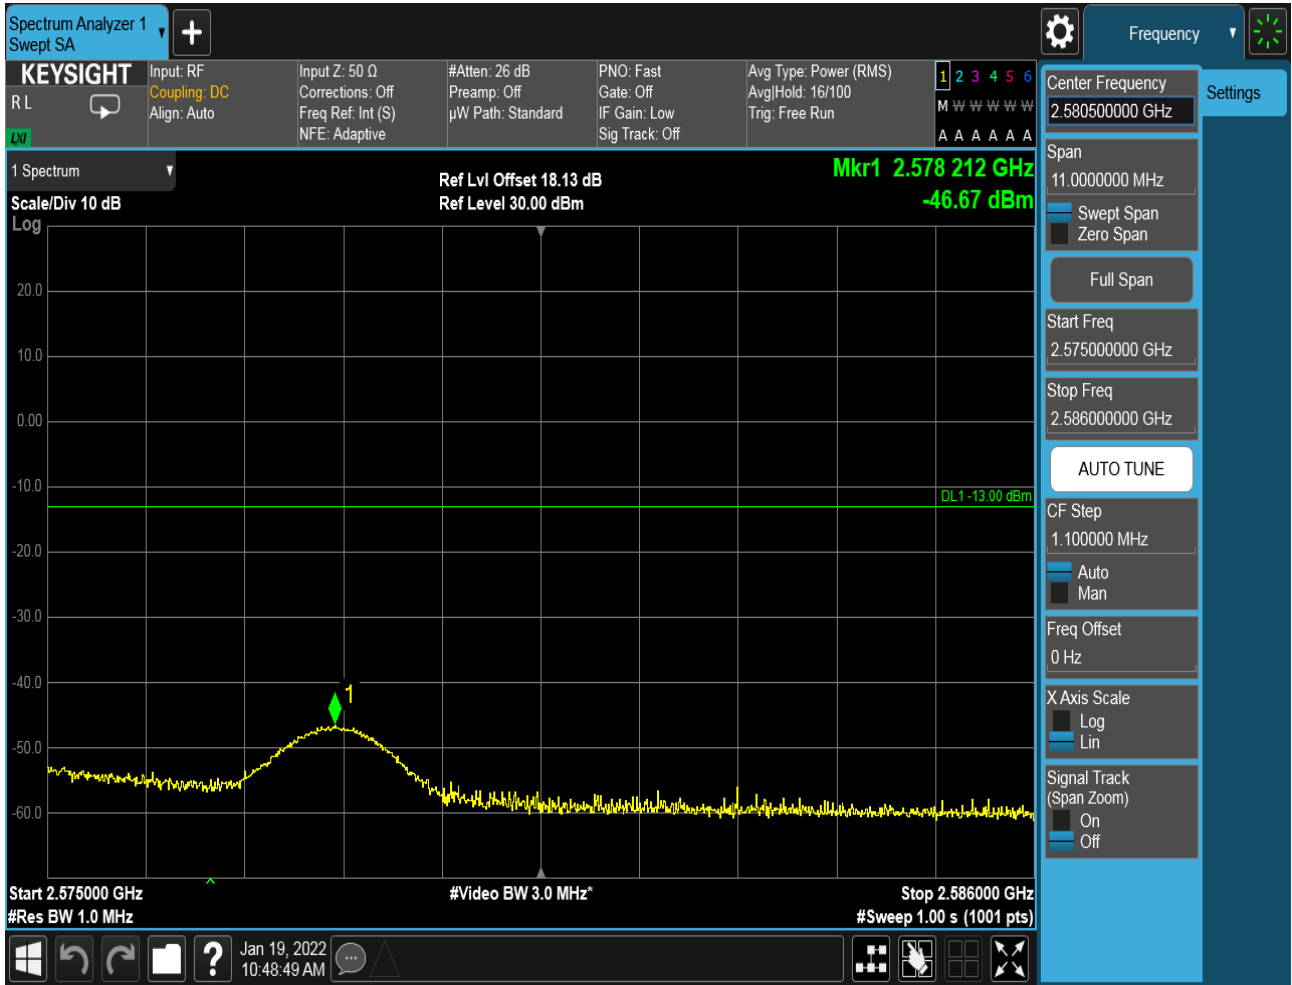 Spectrum Analyzer 1
Swept SA
+
Frequency
KEYSIGHT
R L
LXI
Input: RF
Coupling: DC
Align: Auto
Input Z: 50 Ω
Corrections: Off
Freq Ref: Int (S)
NFE: Adaptive
#Atten: 26 dB
Preamp: Off
µW Path: Standard
PNO: Fast
Gate: Off
IF Gain: Low
Sig Track: Off
Avg Type: Power (RMS)
Avg|Hold: 16/100
Trig: Free Run
1 2 3 4 5 6
M W W W W W
A A A A A A
1 Spectrum
Scale/Div 10 dB
Log
Ref Lvl Offset 18.13 dB
Ref Level 30.00 dBm
Mkr1 2.578 212 GHz
-46.67 dBm
20.0
10.0
0.00
-10.0
DL1 -13.00 dBm
-20.0
-30.0
-40.0
1
-50.0
-60.0
Start 2.575000 GHz
#Res BW 1.0 MHz
#Video BW 3.0 MHz*
Stop 2.586000 GHz
#Sweep 1.00 s (1001 pts)
?
Jan 19, 2022
10:48:49 AM
Center Frequency
2.580500000 GHz
Settings
Span
11.0000000 MHz
Swept Span
Zero Span
Full Span
Start Freq
2.575000000 GHz
Stop Freq
2.586000000 GHz
AUTO TUNE
CF Step
1.100000 MHz
Auto
Man
Freq Offset
0 Hz
X Axis Scale
Log
Lin
Signal Track
(Span Zoom)
On
Off